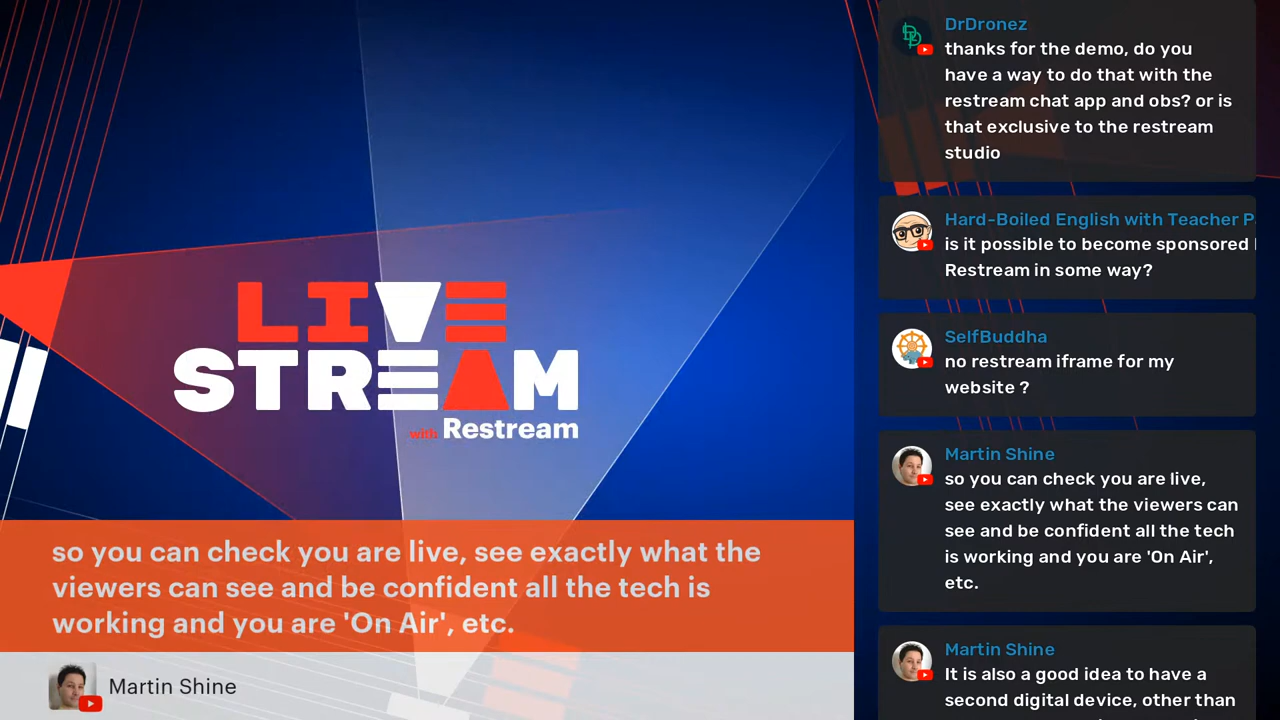 LIVE
STREAM
with Restream
so you can check you are live, see exactly what the
viewers can see and be confident all the tech is
working and you are 'On Air', etc.
Martin Shine
DrDronez
thanks for the demo, do you
have a way to do that with the
restream chat app and obs? or is
that exclusive to the restream
studio
Hard-Boiled English with Teacher P
is it possible to become sponsored
Restream in some way?
SelfBuddha
no restream iframe for my
website ?
Martin Shine
so you can check you are live,
see exactly what the viewers can
see and be confident all the tech
is working and you are 'On Air',
etc.
Martin Shine
It is also a good idea to have a
second digital device, other than